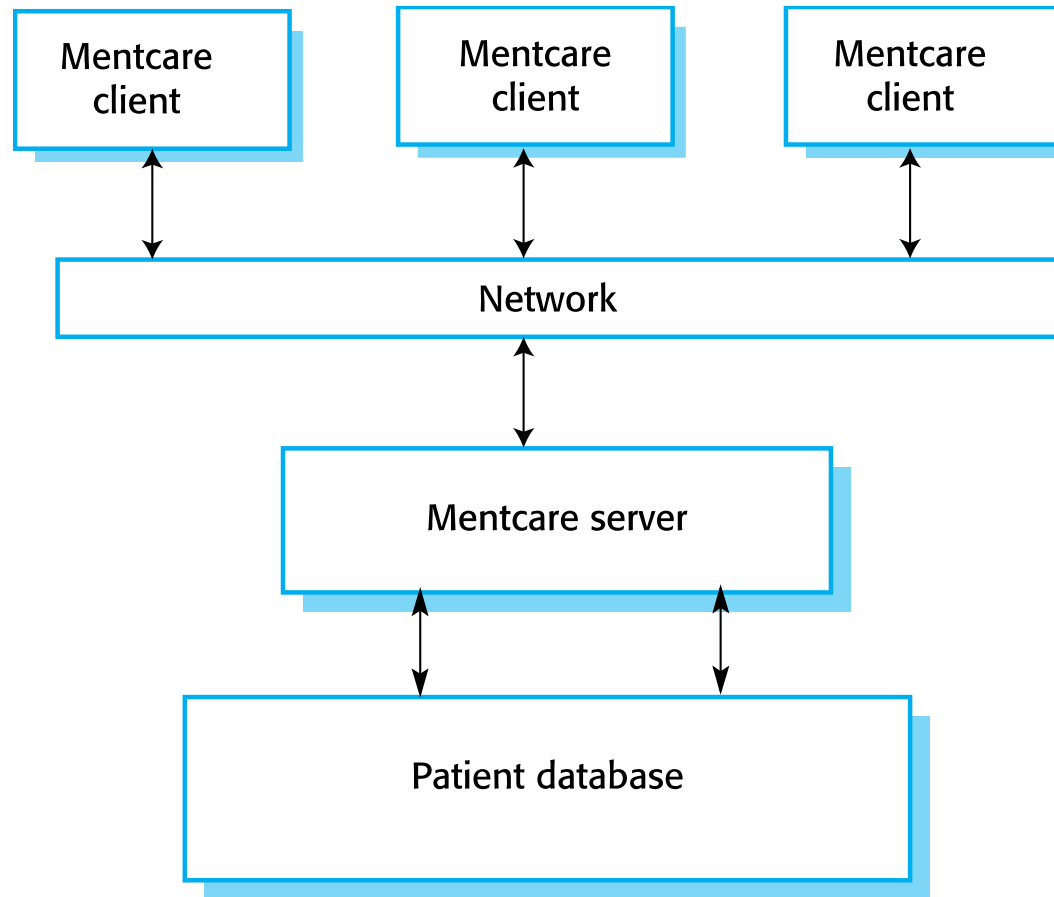 Mentcare
client
Mentcare
client
Mentcare
client
Network
Mentcare server
Patient database